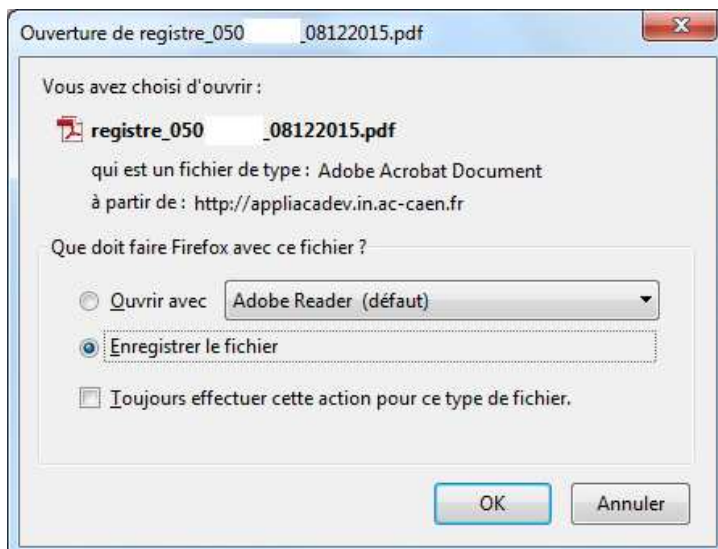 Ouverture de registre_050 _08122015.pdf
Vous avez choisi d'ouvrir :
registre_050 _08122015.pdf
qui est un fichier de type : Adobe Acrobat Document
à partir de : http://appliacadev.in.ac-caen.fr
Que doit faire Firefox avec ce fichier ?
Ouvrir avec Adobe Reader (défaut)
Enregistrer le fichier
Toujours effectuer cette action pour ce type de fichier.
OK Annuler